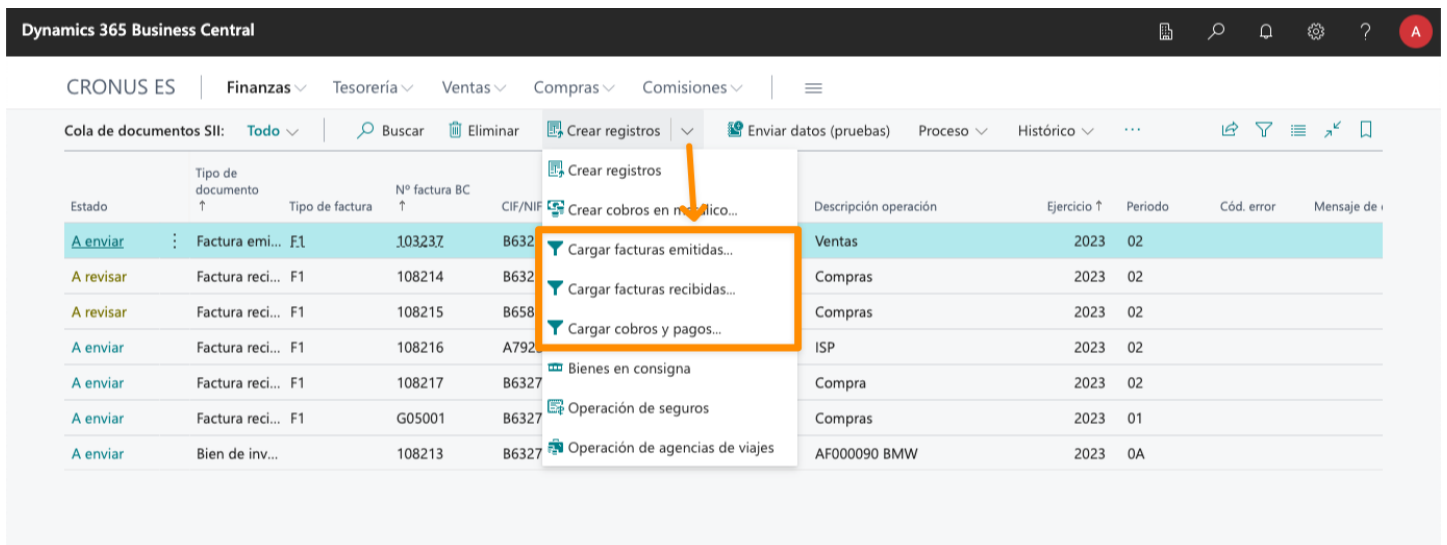 Dynamics 365 Business Central
?
A
CRONUS ES
Finanzas
Tesorería
Ventas
Compras
Comisiones
Cola de documentos SII: Todo
Buscar
Eliminar
Crear registros
Enviar datos (pruebas)
Proceso
Histórico
Estado
Tipo de
documento
↑
Tipo de factura
Nº factura BC
↑
CIF/NIF
Descripción operación
Ejercicio ↑
Periodo
Cód. error
Mensaje de
A enviar Factura emi... F1 103237 B632 Ventas 2023 02
A revisar Factura reci... F1 108214 B632 Compras 2023 02
A revisar Factura reci... F1 108215 B658 Compras 2023 02
A enviar Factura reci... F1 108216 A792 ISP 2023 02
A enviar Factura reci... F1 108217 B6327 Compra 2023 02
A enviar Factura reci... F1 G05001 B6327 Compras 2023 01
A enviar Bien de inv... 108213 B6327 AF000090 BMW 2023 0A
Crear registros
Crear cobros en
Cargar facturas emitidas...
Cargar facturas recibidas...
Cargar cobros y pagos...
Bienes en consigna
Operación de seguros
Operación de agencias de viajes